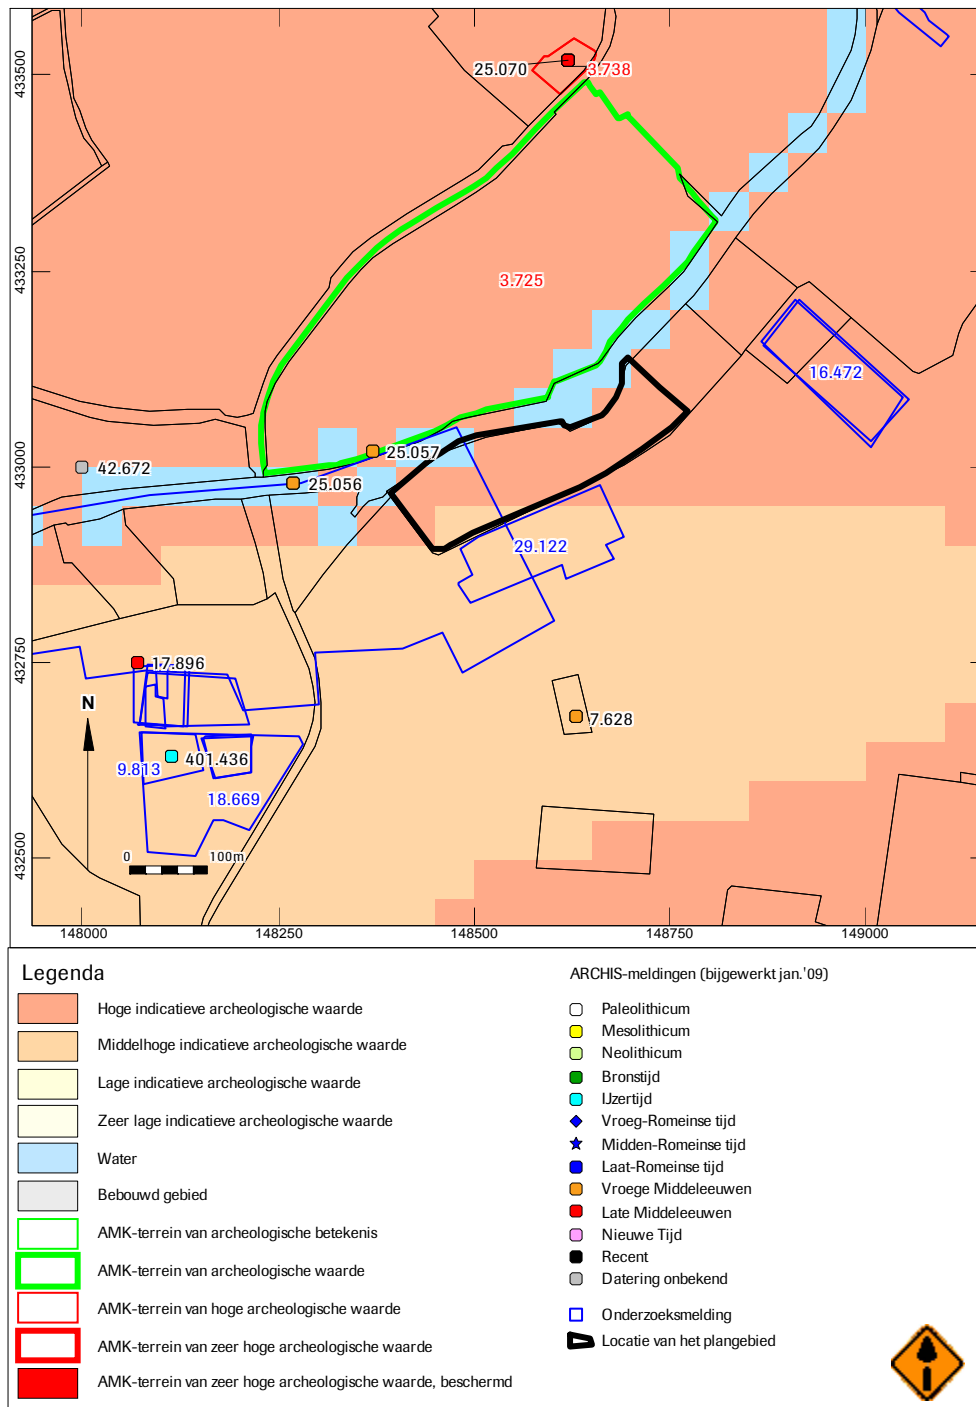 433500
433250
433000
432750
432500
25.070
3.738
3.725
16.472
25.057
42.672
25.056
29.122
17.896
N
7.628
401.436
9.813
18.669
0 100m
148000 148250 148500 148750 149000
Legenda
Hoge indicatieve archeologische waarde
Middelhoge indicatieve archeologische waarde
Lage indicatieve archeologische waarde
Zeer lage indicatieve archeologische waarde
Water
Bebouwd gebied
AMK-terrein van archeologische betekenis
AMK-terrein van archeologische waarde
AMK-terrein van hoge archeologische waarde
AMK-terrein van zeer hoge archeologische waarde
AMK-terrein van zeer hoge archeologische waarde, beschermd
ARCHIS-meldingen (bijgewerkt jan.'09)
Paleolithicum
Mesolithicum
Neolithicum
Bronstijd
IJzertijd
Vroeg-Romeinse tijd
Midden-Romeinse tijd
Laat-Romeinse tijd
Vroege Middeleeuwen
Late Middeleeuwen
Nieuwe Tijd
Recent
Datering onbekend
Onderzoeksmelding
Locatie van het plangebied